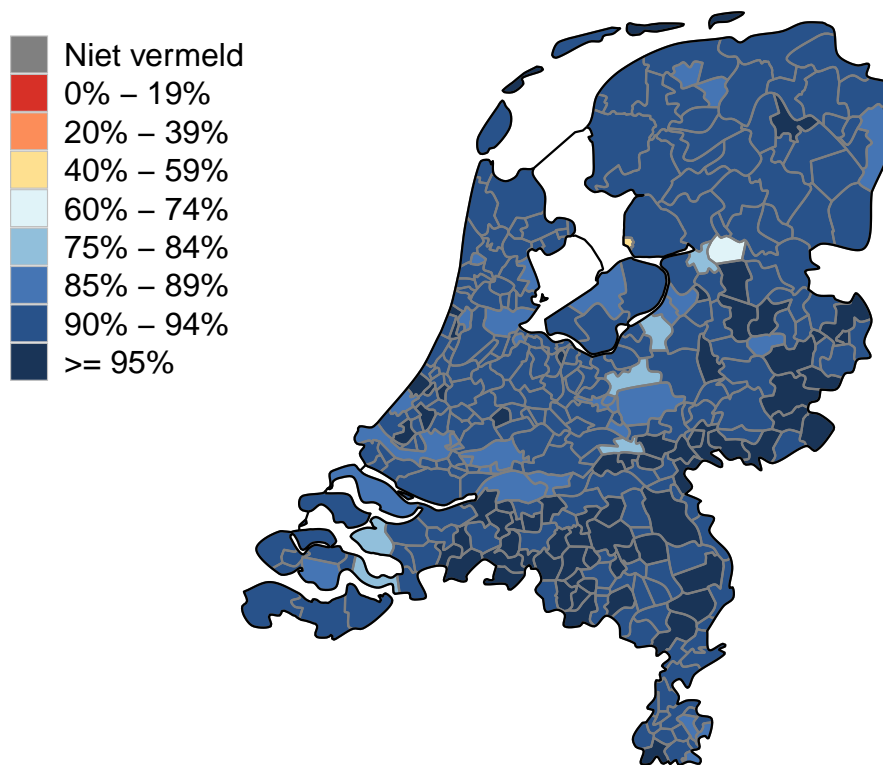 Niet vermeld
0% – 19%
20% – 39%
40% – 59%
60% – 74%
75% – 84%
85% – 89%
90% – 94%
>= 95%